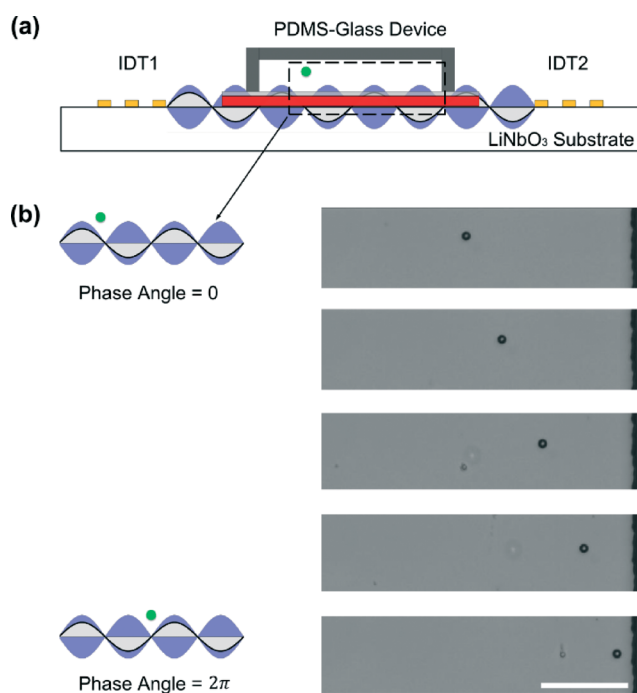 (a)
PDMS-Glass Device
IDT1
IDT2
LiNbO₃ Substrate
(b)
Phase Angle = 0
Phase Angle = 2π